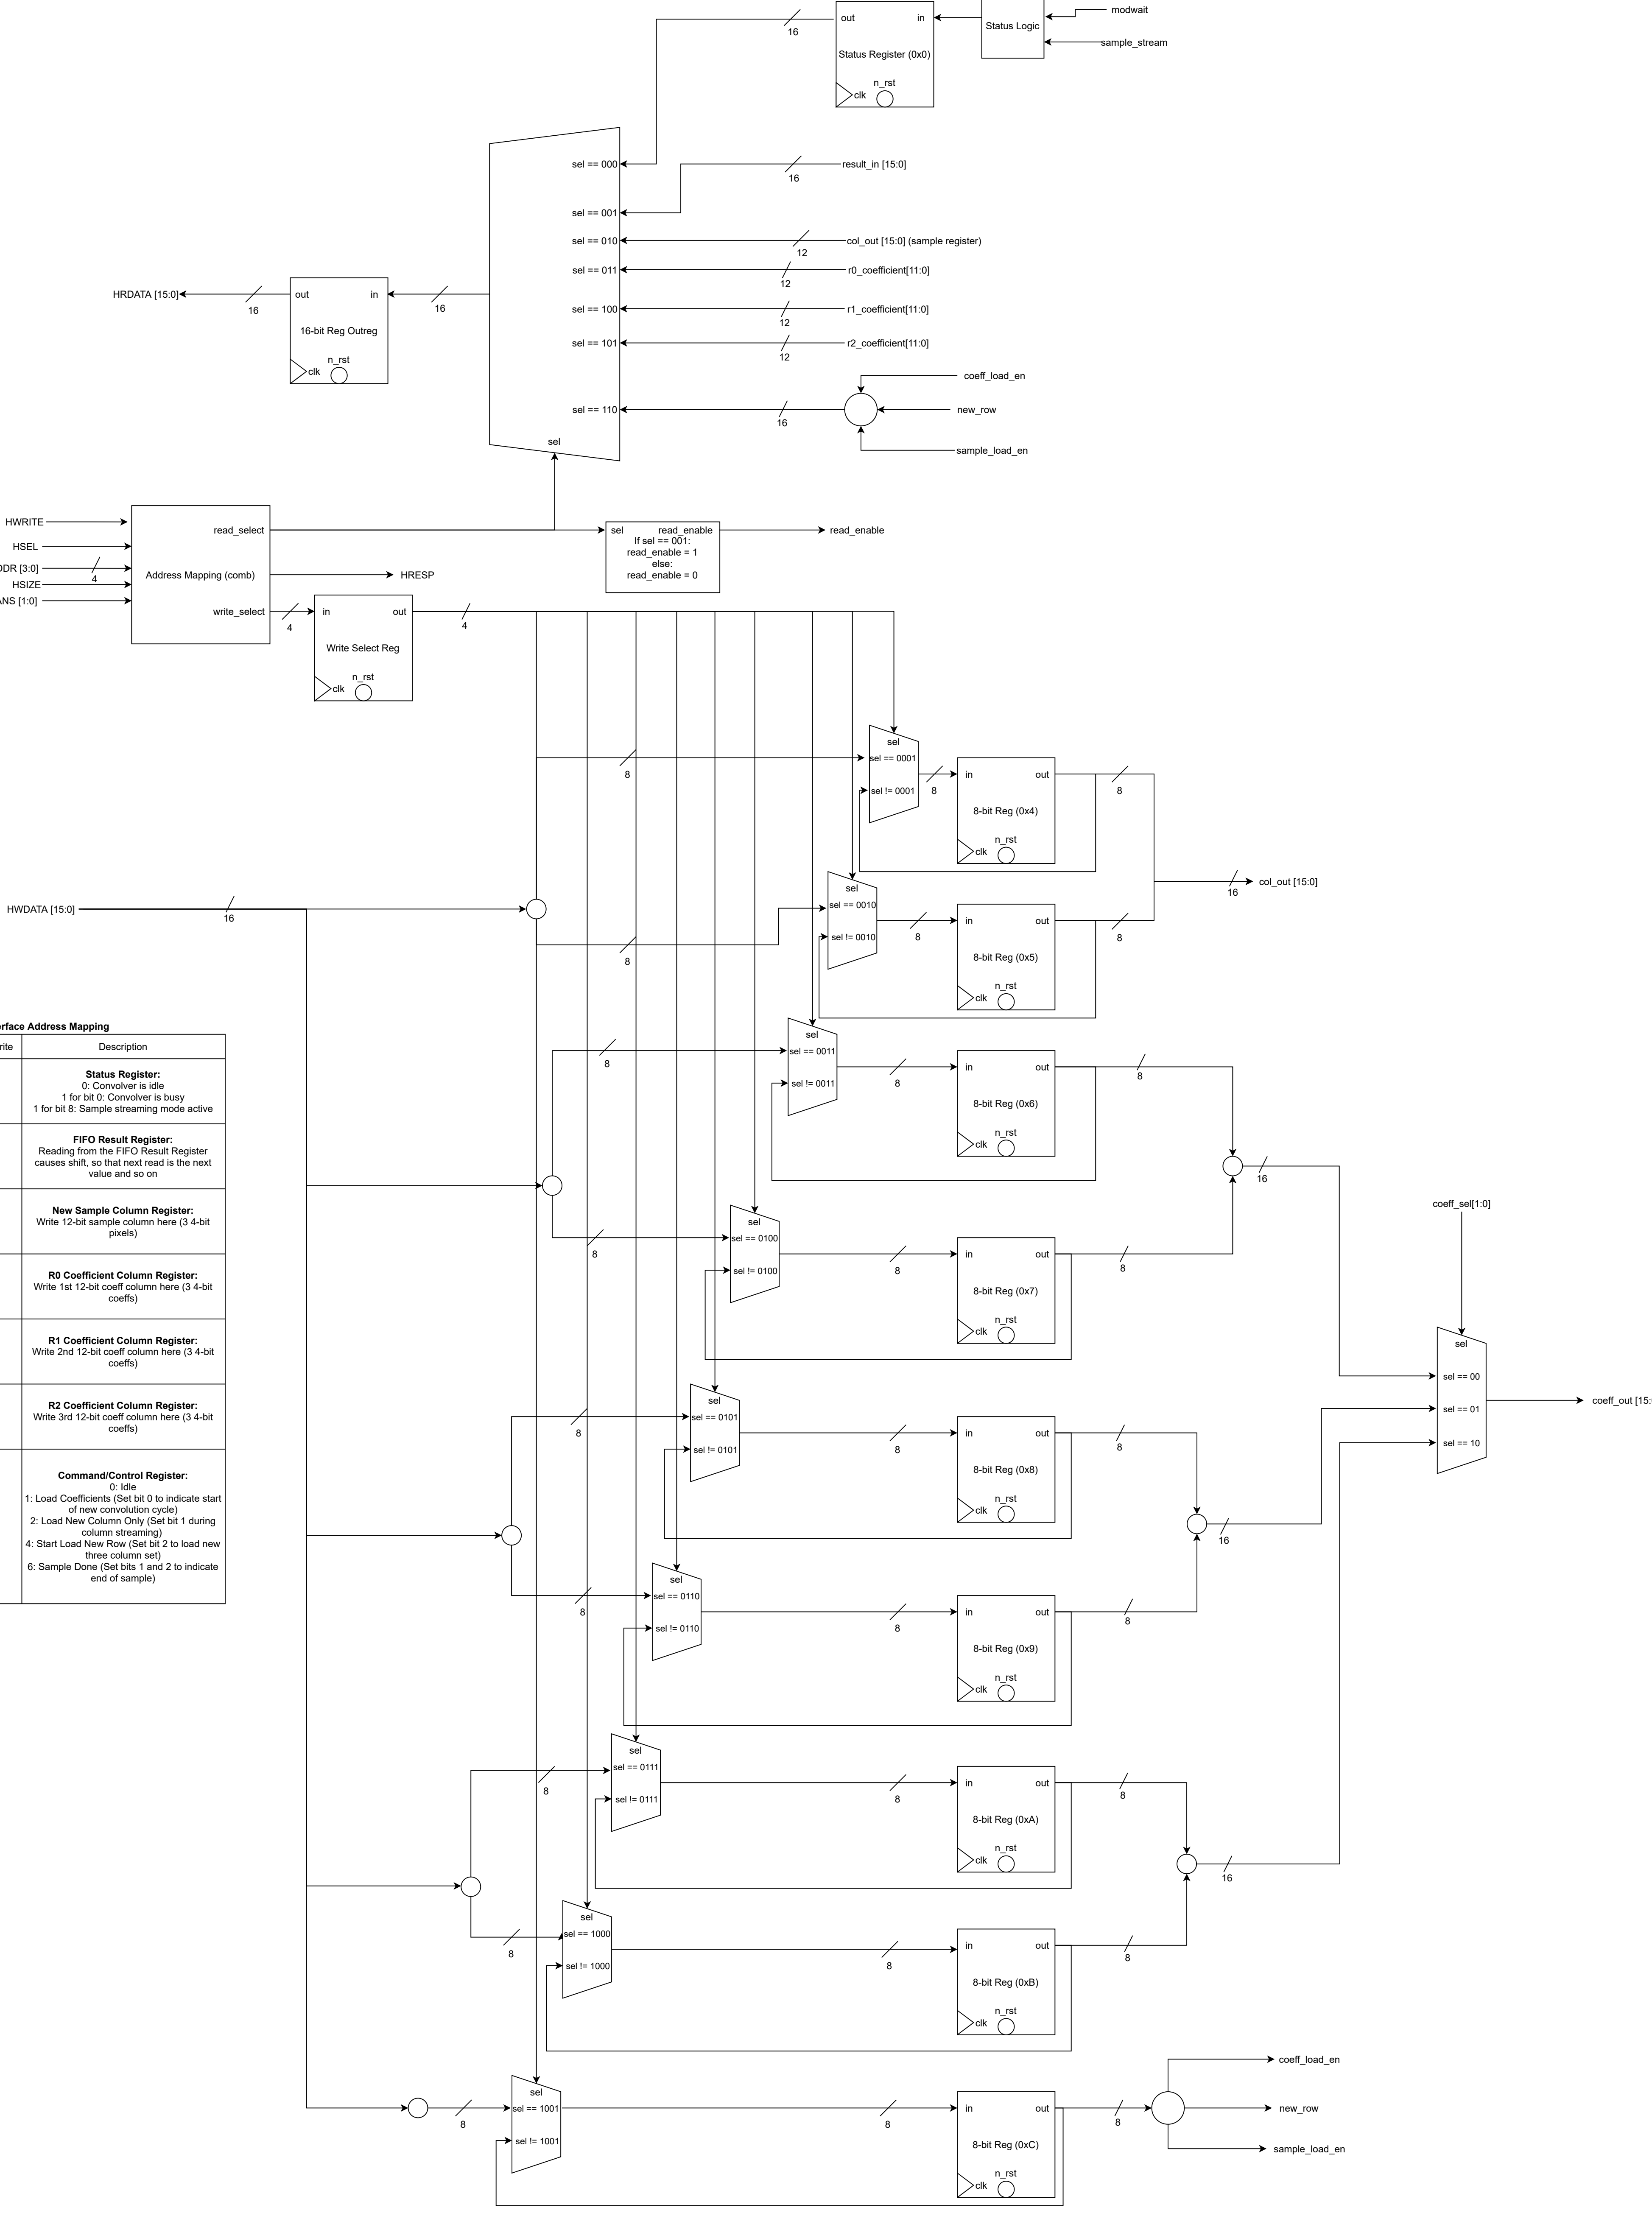 modwait
out
in
Status Logic
16
sample_stream
Status Register (0x0)
n_rst
clk
sel == 000
result_in [15:0]
16
sel == 001
sel == 010
col_out [15:0] (sample register)
12
sel == 011
r0_coefficient[11:0]
12
HRDATA [15:0]
16
out
in
16
sel == 100
r1_coefficient[11:0]
12
16-bit Reg Outreg
sel == 101
r2_coefficient[11:0]
12
n_rst
clk
coeff_load_en
sel == 110
new_row
16
sel
sample_load_en
HWRITE
read_select
sel
read_enable
If sel == 001:
read_enable = 1
else:
read_enable = 0
read_enable
HSEL
DDR [3:0]
4
Address Mapping (comb)
HRESP
HSIZE
ANS [1:0]
write_select
4
in
out
4
Write Select Reg
n_rst
clk
sel
sel == 0001
8
sel != 0001
8
in
out
8
8-bit Reg (0x4)
n_rst
clk
sel
sel == 0010
col_out [15:0]
16
HWDATA [15:0]
16
in
out
8
8
sel != 0010
8
8-bit Reg (0x5)
n_rst
clk
erface Address Mapping
rite
Description
sel
sel == 0011
8
in
out
8
8
sel != 0011
8-bit Reg (0x6)
n_rst
clk
Status Register:
0: Convolver is idle
1 for bit 0: Convolver is busy
1 for bit 8: Sample streaming mode active
FIFO Result Register:
Reading from the FIFO Result Register
causes shift, so that next read is the next
value and so on
16
New Sample Column Register:
Write 12-bit sample column here (3 4-bit
pixels)
coeff_sel[1:0]
sel
sel == 0100
8
in
out
8
8
sel != 0100
8-bit Reg (0x7)
n_rst
clk
R0 Coefficient Column Register:
Write 1st 12-bit coeff column here (3 4-bit
coeffs)
R1 Coefficient Column Register:
Write 2nd 12-bit coeff column here (3 4-bit
coeffs)
sel
sel == 00
sel == 01
sel == 10
coeff_out [15:
R2 Coefficient Column Register:
Write 3rd 12-bit coeff column here (3 4-bit
coeffs)
sel
sel == 0101
8
sel != 0101
8
in
out
8
8-bit Reg (0x8)
n_rst
clk
Command/Control Register:
0: Idle
1: Load Coefficients (Set bit 0 to indicate start
of new convolution cycle)
2: Load New Column Only (Set bit 1 during
column streaming)
4: Start Load New Row (Set bit 2 to load new
three column set)
6: Sample Done (Set bits 1 and 2 to indicate
end of sample)
16
sel
sel == 0110
8
sel != 0110
8
in
out
8
8-bit Reg (0x9)
n_rst
clk
sel
sel == 0111
8
sel != 0111
8
in
out
8
8-bit Reg (0xA)
n_rst
clk
16
sel
sel == 1000
8
sel != 1000
8
in
out
8
8-bit Reg (0xB)
n_rst
clk
coeff_load_en
sel
sel == 1001
8
sel != 1001
8
in
out
8
new_row
8-bit Reg (0xC)
sample_load_en
n_rst
clk